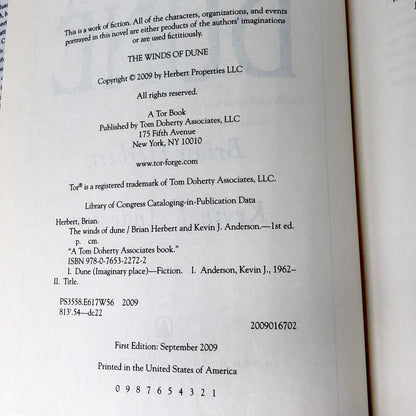 This is a work of fiction. All of the characters, organizations, and events
portrayed in this novel are either products of the authors' imaginations
or are used fictitiously.
THE WINDS OF DUNE
Copyright © 2009 by Herbert Properties LLC
All rights reserved.
A Tor Book
Published by Tom Doherty Associates, LLC
175 Fifth Avenue
New York, NY 10010
www.tor-forge.com
Tor® is a registered trademark of Tom Doherty Associates, LLC.
Library of Congress Cataloging-in-Publication Data
Herbert, Brian.
The winds of dune / Brian Herbert and Kevin J. Anderson.—1st ed.
p. cm.
"A Tom Doherty Associates book."
ISBN 978-0-7653-2272-2
1. Dune (Imaginary place)—Fiction. I. Anderson, Kevin J., 1962–
II. Title.
PS3558.E617W56 2009
813'.54—dc22
2009016702
First Edition: September 2009
Printed in the United States of America
0 9 8 7 6 5 4 3 2 1